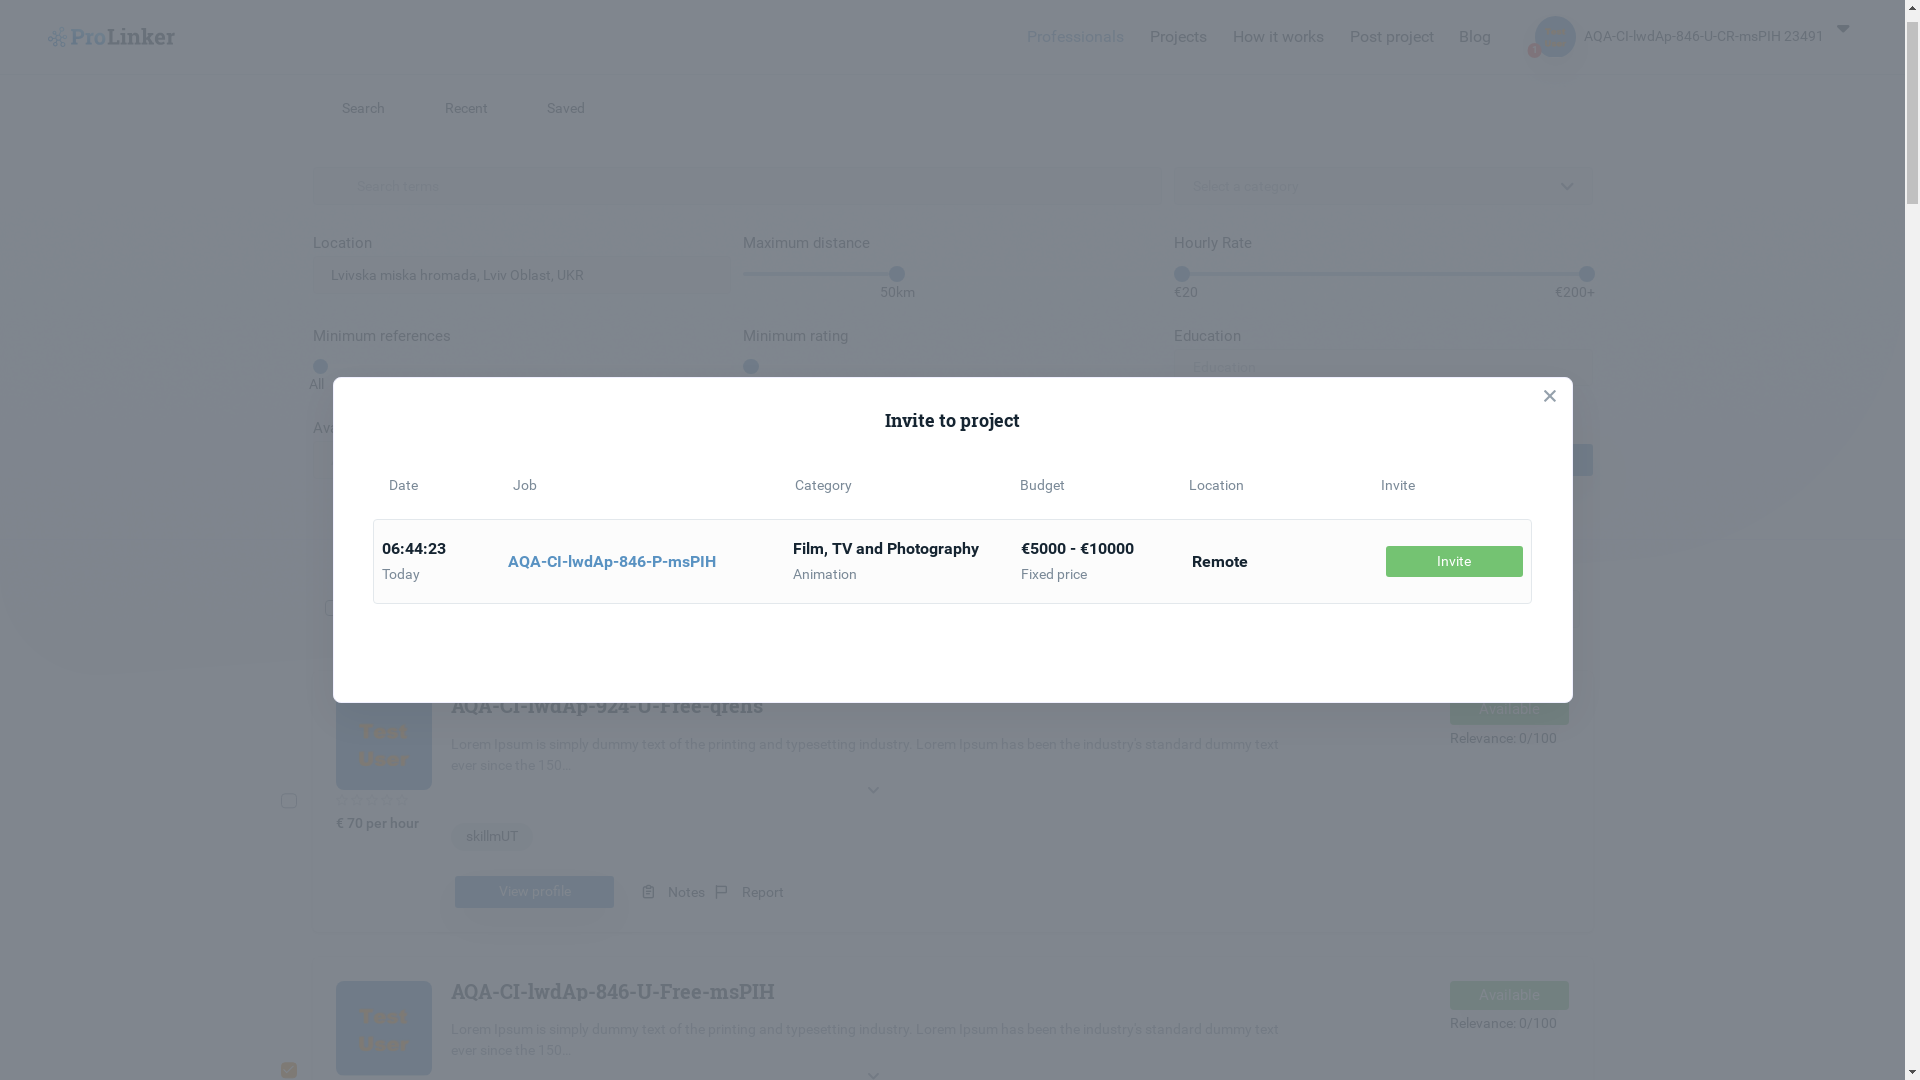 ProLinker
Professionals
Projects
How it works
Post project
Blog
1
AQA-CI-lwdAp-846-U-CR-msPIH 23491
Search
Recent
Saved
Search terms
Select a category
Location
Maximum distance
Hourly Rate
Lvivska miska hromada, Lviv Oblast, UKR
50km
€20
€200+
Minimum references
Minimum rating
Education
Education
All
Invite to project
Date
Job
Category
Budget
Location
Invite
06:44:23
Today
AQA-CI-lwdAp-846-P-msPIH
Film, TV and Photography
Animation
€5000 - €10000
Fixed price
Remote
Invite
AQA-CI-lwdAp-924-U-Free-qrens
Available
Test
User
Lorem Ipsum is simply dummy text of the printing and typesetting industry. Lorem Ipsum has been the industry's standard dummy text
ever since the 150...
Relevance: 0/100
€ 70 per hour
skillmUT
View profile
Notes
Report
AQA-CI-lwdAp-846-U-Free-msPIH
Available
Test
User
Lorem Ipsum is simply dummy text of the printing and typesetting industry. Lorem Ipsum has been the industry's standard dummy text
ever since the 150...
Relevance: 0/100